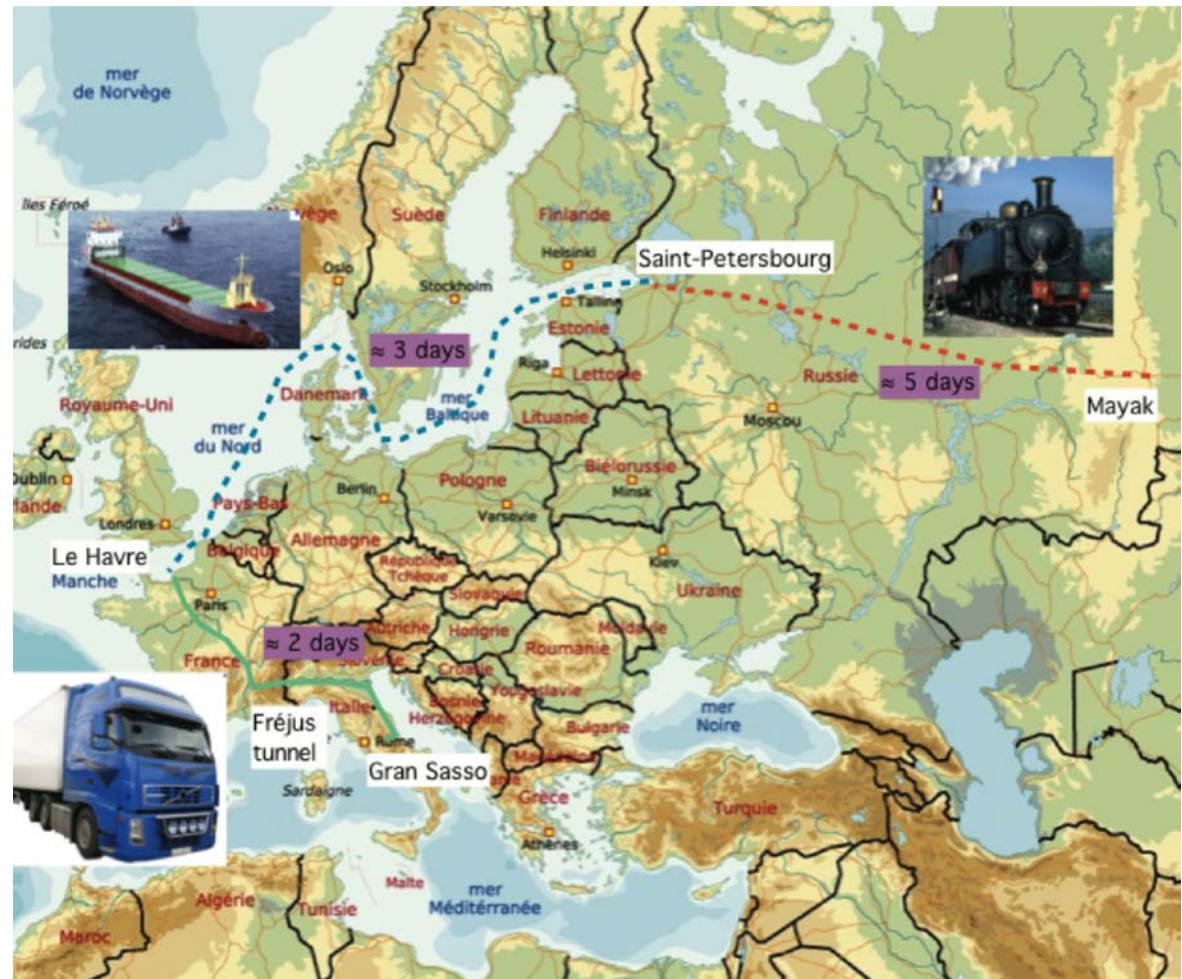 mer
de Norvège
îles Féroé
Suède
Finlande
Helsinki
Oslo
Stockholm
Saint-Petersbourg
Tallinn
Estonie
≈ 3 days
Riga
Lettonie
Russie
≈ 5 days
Mayak
Danemark
mer
Baltique
Lituanie
Moscou
Royaume-Uni
mer
du Nord
Dublin
Biélorussie
Minsk
Pays-Bas
Berlin
Pologne
Varsovie
Londres
Le Havre
Manche
Belgique
Allemagne
République
Tchèque
Kiev
Ukraine
Slovaquie
Paris
≈ 2 days
Autriche
Hongrie
Moldavie
France
Slovénie
Croatie
Roumanie
Yougoslavie
Italie
Bosnie
Herzégovine
Fréjus
tunnel
Rome
Bulgarie
mer
Noire
Gran Sasso
Sardaigne
Grèce
Turquie
Athènes
Malte
mer
Méditérranée
Algérie
Tunisie
Maroc